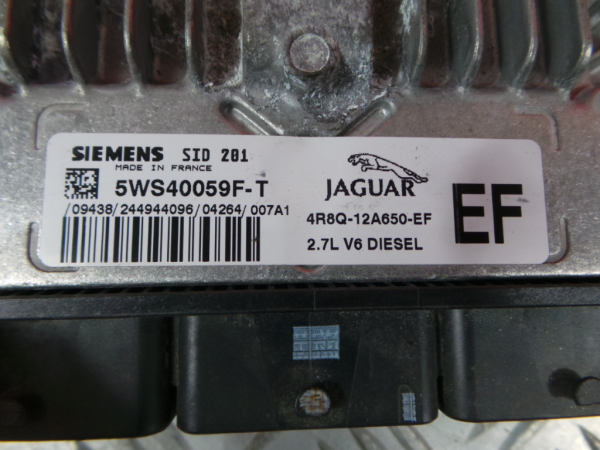 SIEMENS SID 201
MADE IN FRANCE
5WS40059F-T
/09438/244944096/04264/007A1
JAGUAR
4R8Q-12A650-EF
2.7L V6 DIESEL
EF